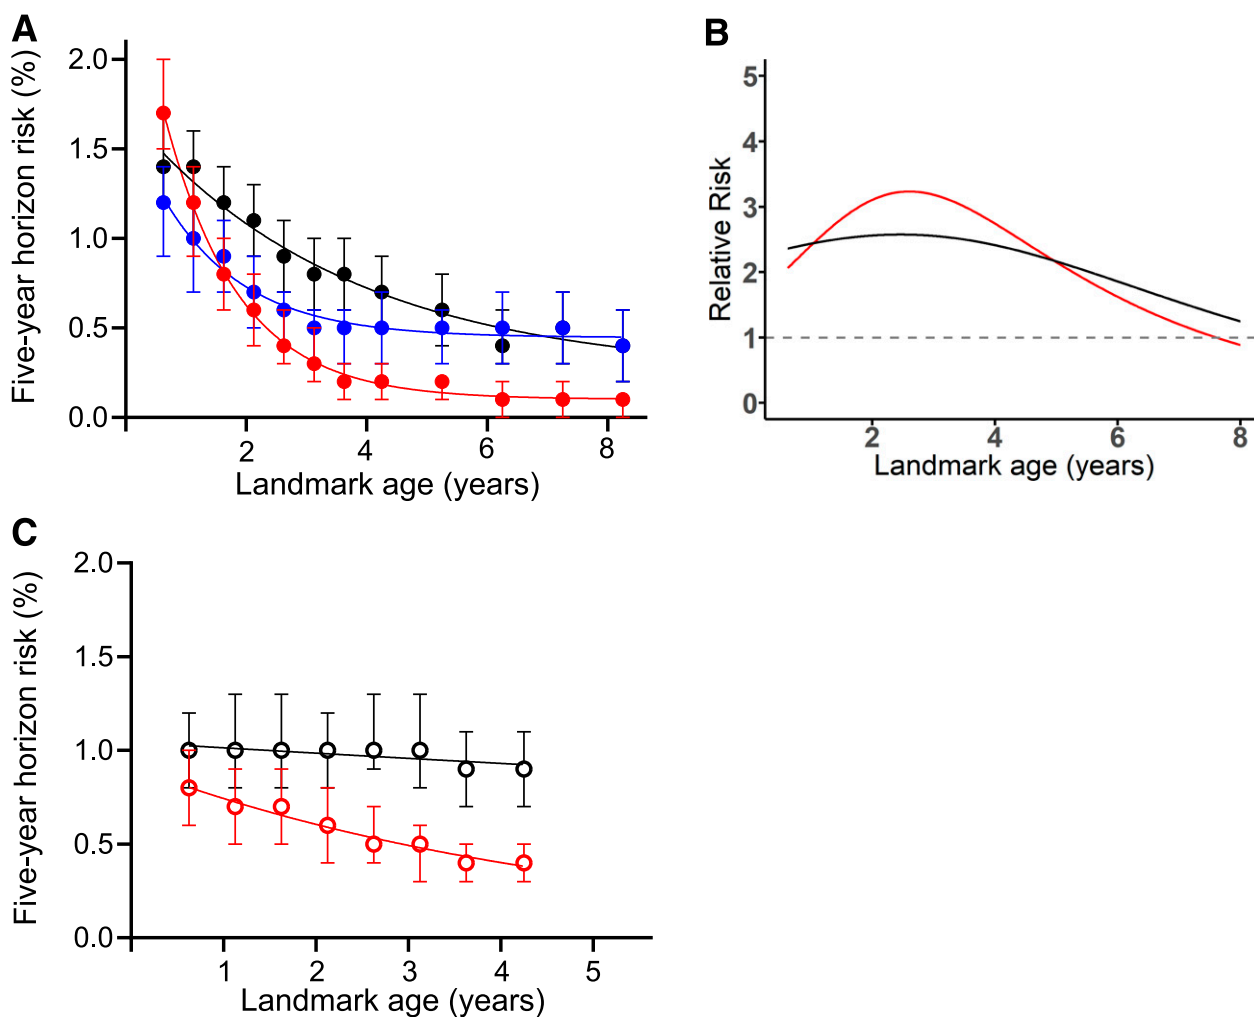 A
Five-year horizon risk (%)
2.0
1.5
1.0
0.5
0.0
2 4 6 8
Landmark age (years)
B
Relative Risk
5
4
3
2
1
0
2 4 6 8
Landmark age (years)
C
Five-year horizon risk (%)
2.0
1.5
1.0
0.5
0.0
1 2 3 4 5
Landmark age (years)